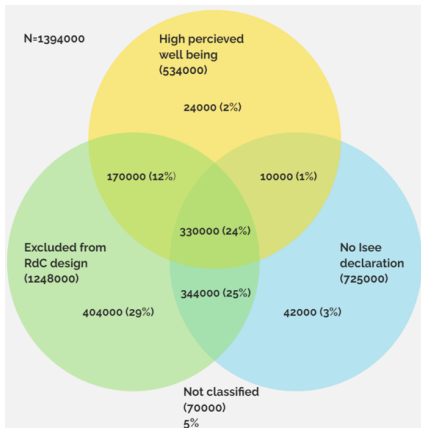 N=1394000
High percieved
well being
(534000)
24000 (2%)
170000 (12%)
10000 (1%)
330000 (24%)
Excluded from
RdC design
(1248000)
No Isee
declaration
(725000)
344000 (25%)
404000 (29%)
42000 (3%)
Not classified
(70000)
5%